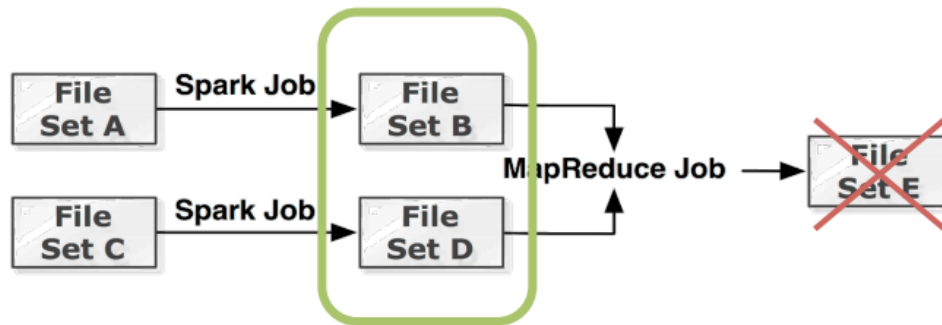 File
Set A
Spark Job
File
Set B
MapReduce Job
File
Set E
File
Set C
Spark Job
File
Set D